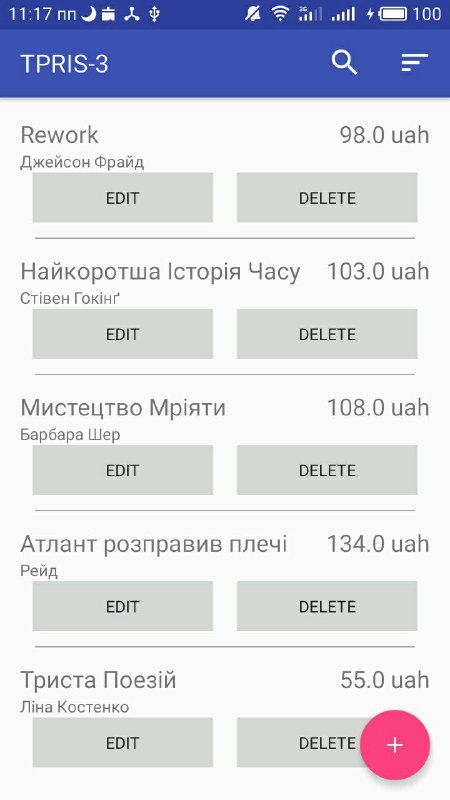 11:17 пп 3G 100
TPRIS-3
Rework 98.0 uah
Джейсон Фрайд
EDIT DELETE
Найкоротша Історія Часу 103.0 uah
Стівен Гокінґ
EDIT DELETE
Мистецтво Мріяти 108.0 uah
Барбара Шер
EDIT DELETE
Атлант розправив плечі 134.0 uah
Рейд
EDIT DELETE
Триста Поезій 55.0 uah
Ліна Костенко
EDIT DELETE +